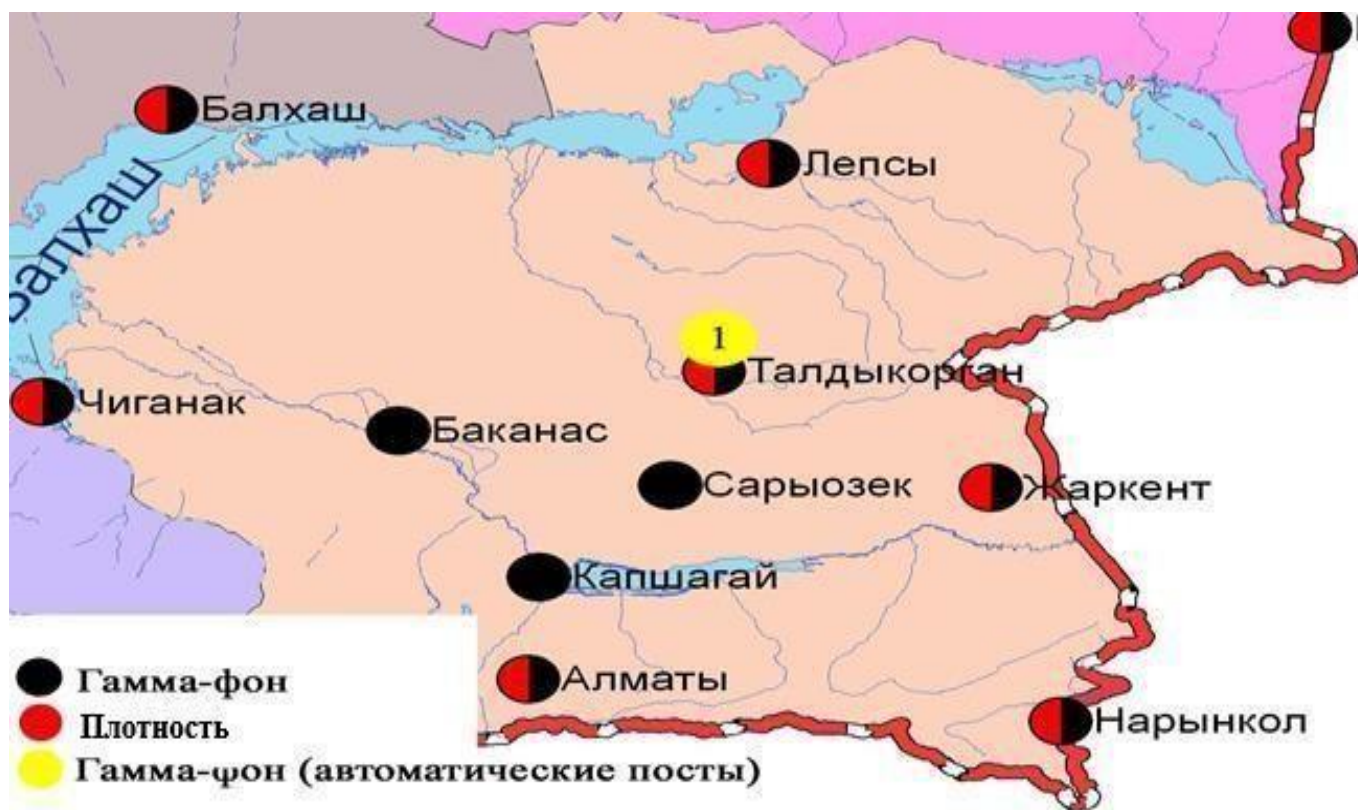 Балхаш
Лепсы
Балхаш
1
Талдыкорган
Чиганак
Баканас
Сарыозек
Жаркент
Капшагай
Алматы
Нарынкол
Гамма-фон
Плотность
Гамма-фон (автоматические посты)